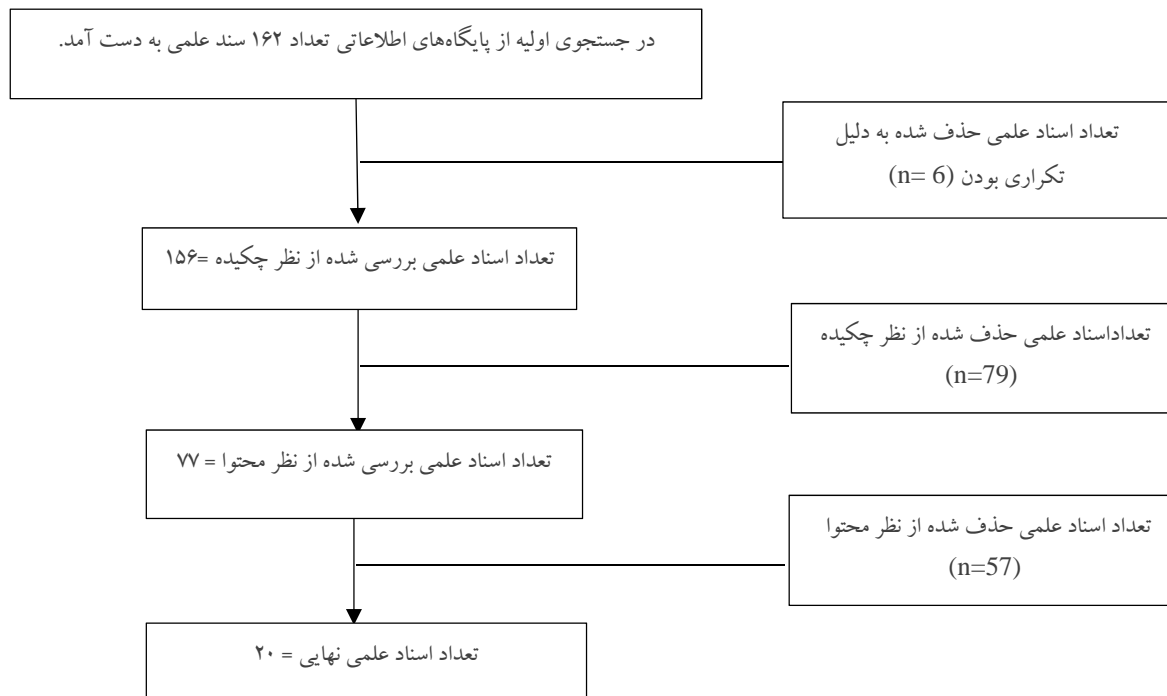 در جستجوی اولیه از پایگاه‌های اطلاعاتی تعداد ۱۶۲ سند علمی به دست آمد.
تعداد اسناد علمی حذف شده به دلیل
تکراری بودن (n= 6)
تعداد اسناد علمی بررسی شده از نظر چکیده =۱۵۶
تعداداسناد علمی حذف شده از نظر چکیده
(n=79)
تعداد اسناد علمی بررسی شده از نظر محتوا = ۷۷
تعداد اسناد علمی حذف شده از نظر محتوا
(n=57)
تعداد اسناد علمی نهایی = ۲۰